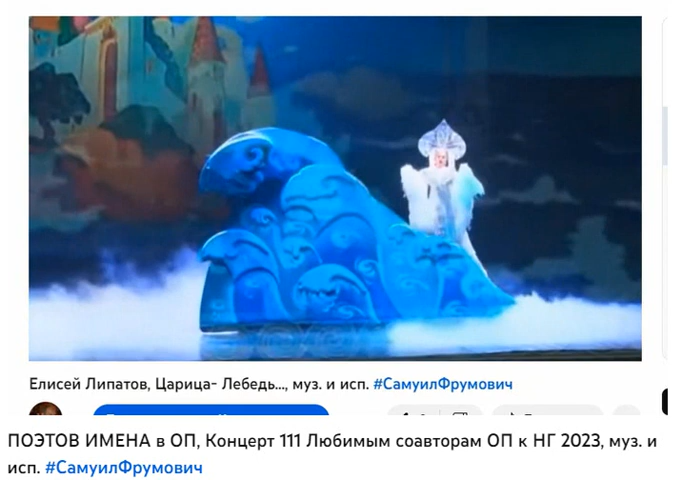 Елисей Липатов, Царица- Лебедь..., муз. и исп. #СамуилФрумович
ПОЭТОВ ИМЕНА в ОП, Концерт 111 Любимым соавторам ОП к НГ 2023, муз. и
исп. #СамуилФрумович